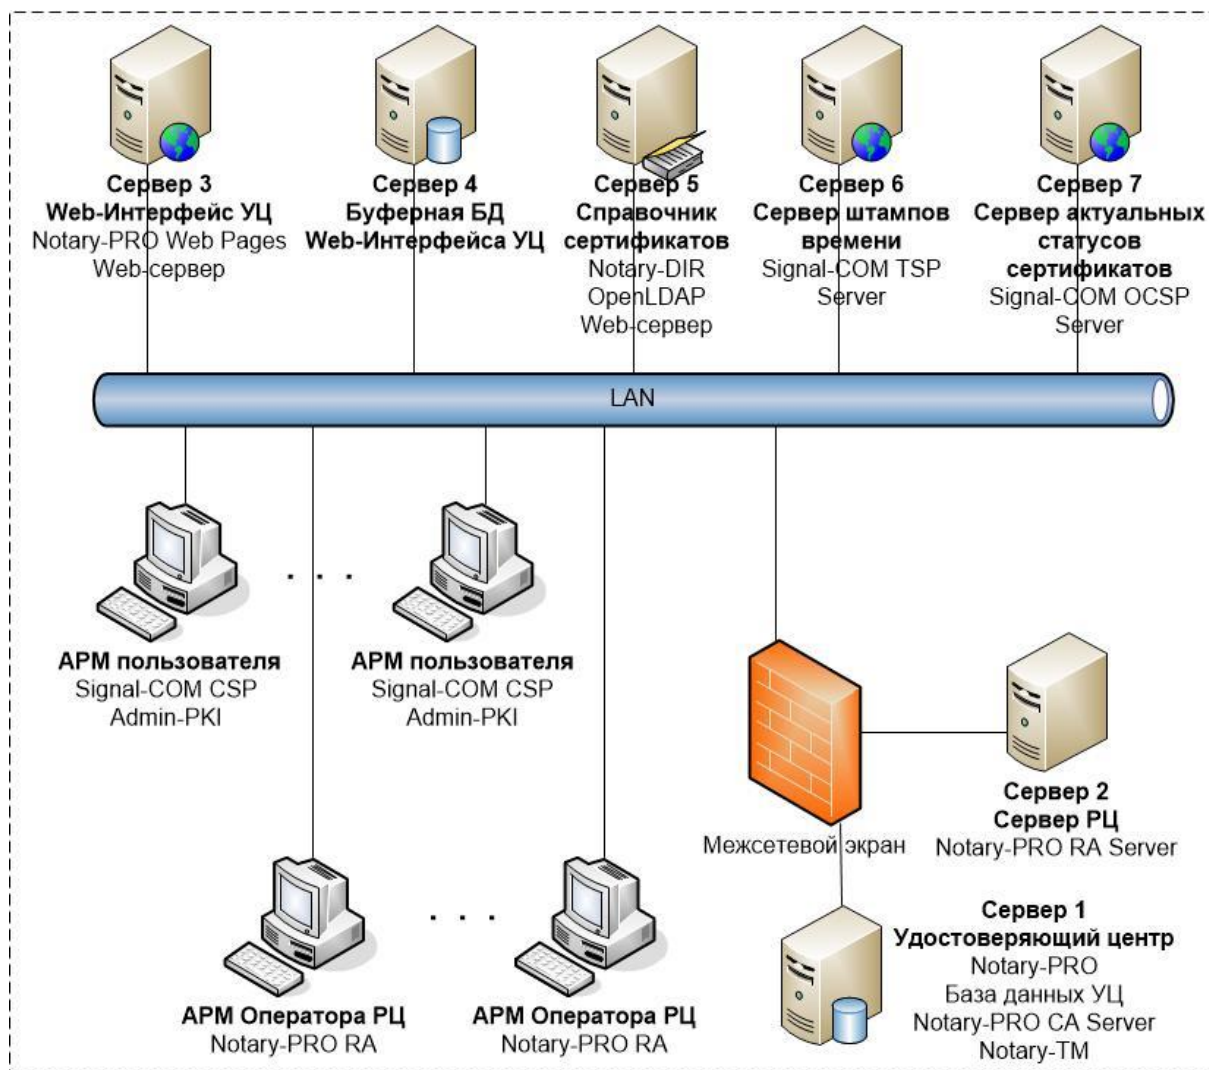 Сервер 3
Web-Интерфейс УЦ
Notary-PRO Web Pages
Web-сервер
Сервер 4
Буферная БД
Web-Интерфейса УЦ
Сервер 5
Справочник
сертификатов
Notary-DIR
OpenLDAP
Web-сервер
Сервер 6
Сервер штампов
времени
Signal-COM TSP
Server
Сервер 7
Сервер актуальных
статусов
сертификатов
Signal-COM OCSP
Server
LAN
АРМ пользователя
Signal-COM CSP
Admin-PKI
. . .
АРМ пользователя
Signal-COM CSP
Admin-PKI
Межсетевой экран
Сервер 2
Сервер РЦ
Notary-PRO RA Server
АРМ Оператора РЦ
Notary-PRO RA
. . .
АРМ Оператора РЦ
Notary-PRO RA
Сервер 1
Удостоверяющий центр
Notary-PRO
База данных УЦ
Notary-PRO CA Server
Notary-TM